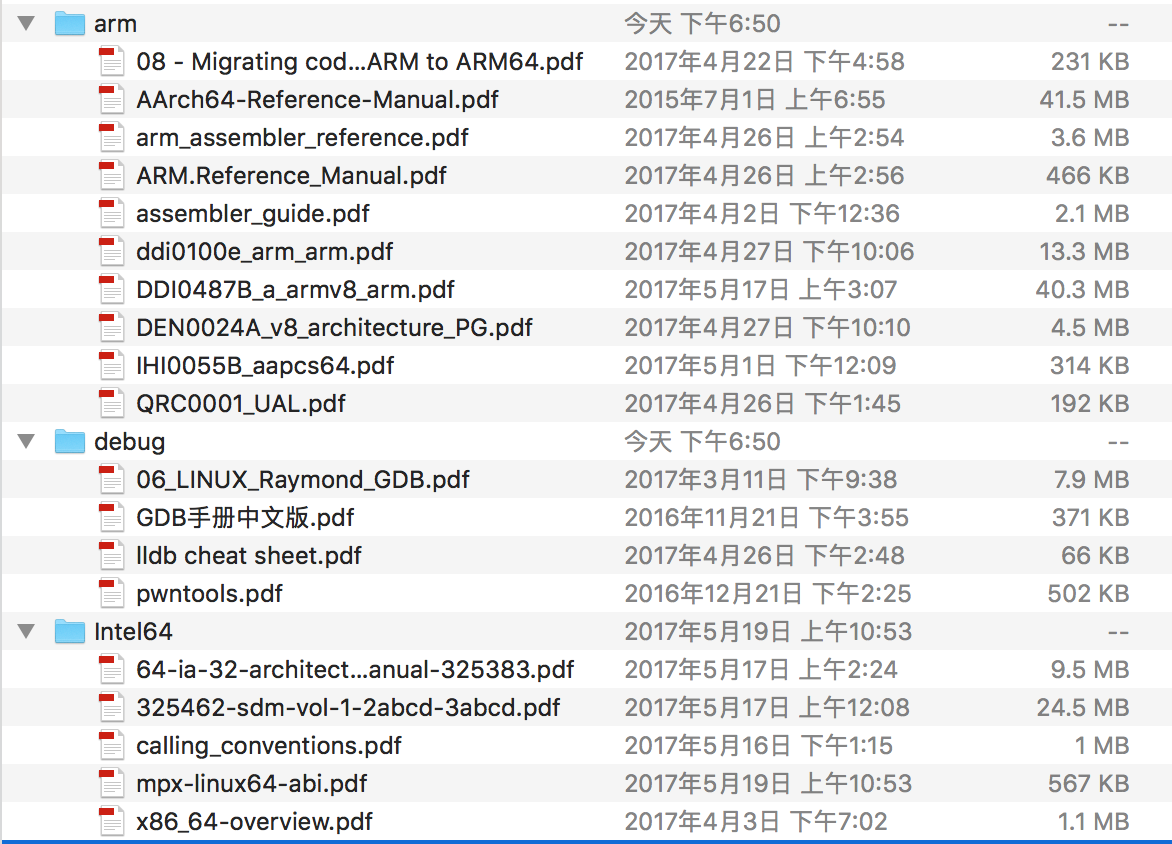 arm 今天 下午6:50 --
08 - Migrating cod...ARM to ARM64.pdf 2017年4月22日 下午4:58 231 KB
AArch64-Reference-Manual.pdf 2015年7月1日 上午6:55 41.5 MB
arm_assembler_reference.pdf 2017年4月26日 上午2:54 3.6 MB
ARM.Reference_Manual.pdf 2017年4月26日 上午2:56 466 KB
assembler_guide.pdf 2017年4月2日 下午12:36 2.1 MB
ddi0100e_arm_arm.pdf 2017年4月27日 下午10:06 13.3 MB
DDI0487B_a_armv8_arm.pdf 2017年5月17日 上午3:07 40.3 MB
DEN0024A_v8_architecture_PG.pdf 2017年4月27日 下午10:10 4.5 MB
IHI0055B_aapcs64.pdf 2017年5月1日 下午12:09 314 KB
QRC0001_UAL.pdf 2017年4月26日 下午1:45 192 KB
debug 今天 下午6:50 --
06_LINUX_Raymond_GDB.pdf 2017年3月11日 下午9:38 7.9 MB
GDB手册中文版.pdf 2016年11月21日 下午3:55 371 KB
lldb cheat sheet.pdf 2017年4月26日 下午2:48 66 KB
pwntools.pdf 2016年12月21日 下午2:25 502 KB
Intel64 2017年5月19日 上午10:53 --
64-ia-32-architect...anual-325383.pdf 2017年5月17日 上午2:24 9.5 MB
325462-sdm-vol-1-2abcd-3abcd.pdf 2017年5月17日 上午12:08 24.5 MB
calling_conventions.pdf 2017年5月16日 下午1:15 1 MB
mpx-linux64-abi.pdf 2017年5月19日 上午10:53 567 KB
x86_64-overview.pdf 2017年4月3日 下午7:02 1.1 MB